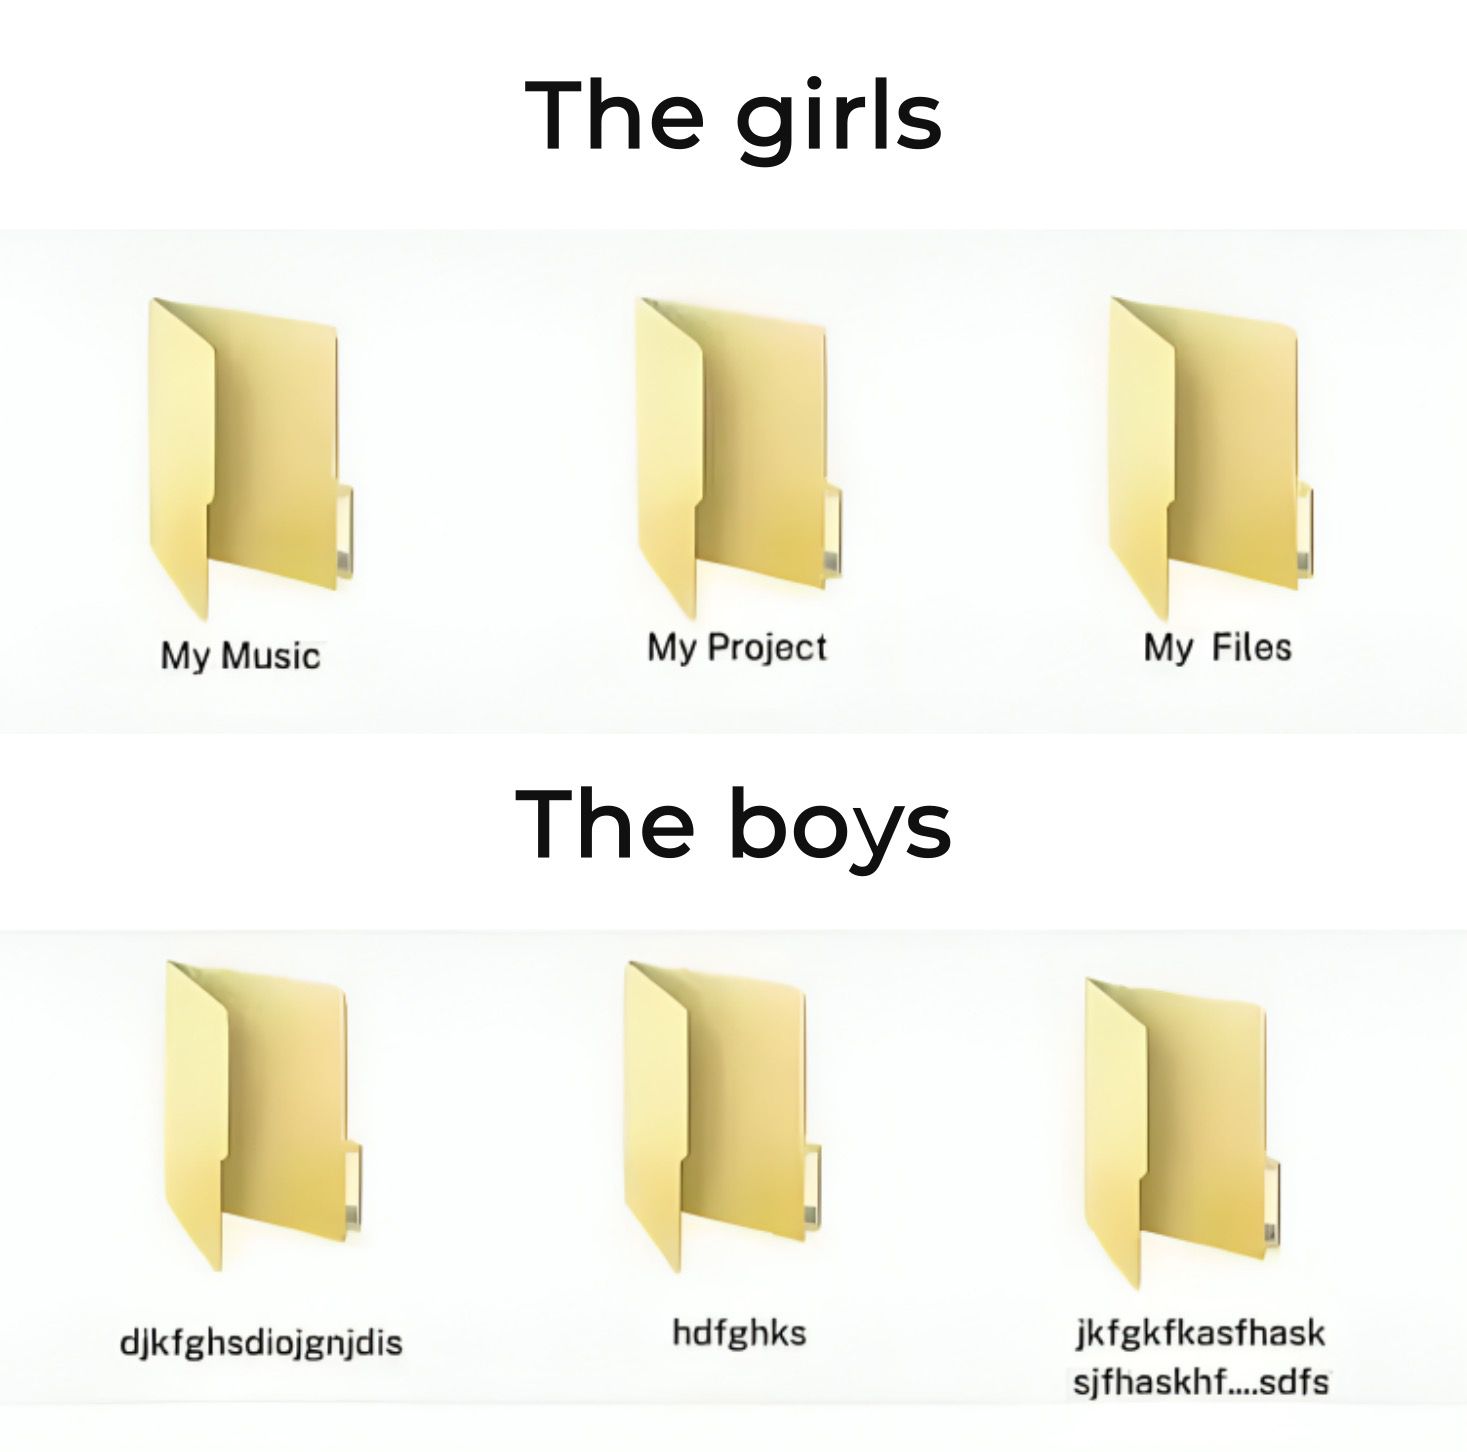 The girls
My Music
My Project
My Files
The boys
djkfghsdiojgnjdis
hdfghks
jkfgkfkasfhask
sjfhaskhf....sdfs